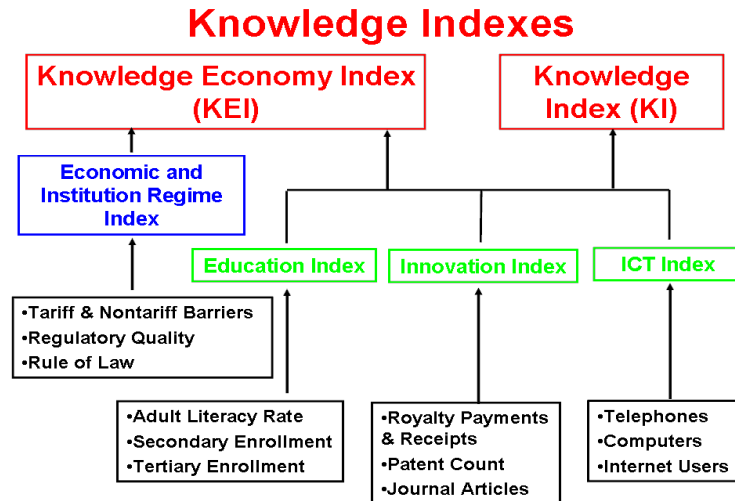 Knowledge Indexes
Knowledge Economy Index
(KEI)
Knowledge
Index (KI)
Economic and
Institution Regime
Index
Education Index
Innovation Index
ICT Index
•Tariff & Nontariff Barriers
•Regulatory Quality
•Rule of Law
•Adult Literacy Rate
•Secondary Enrollment
•Tertiary Enrollment
•Royalty Payments
& Receipts
•Patent Count
•Journal Articles
•Telephones
•Computers
•Internet Users